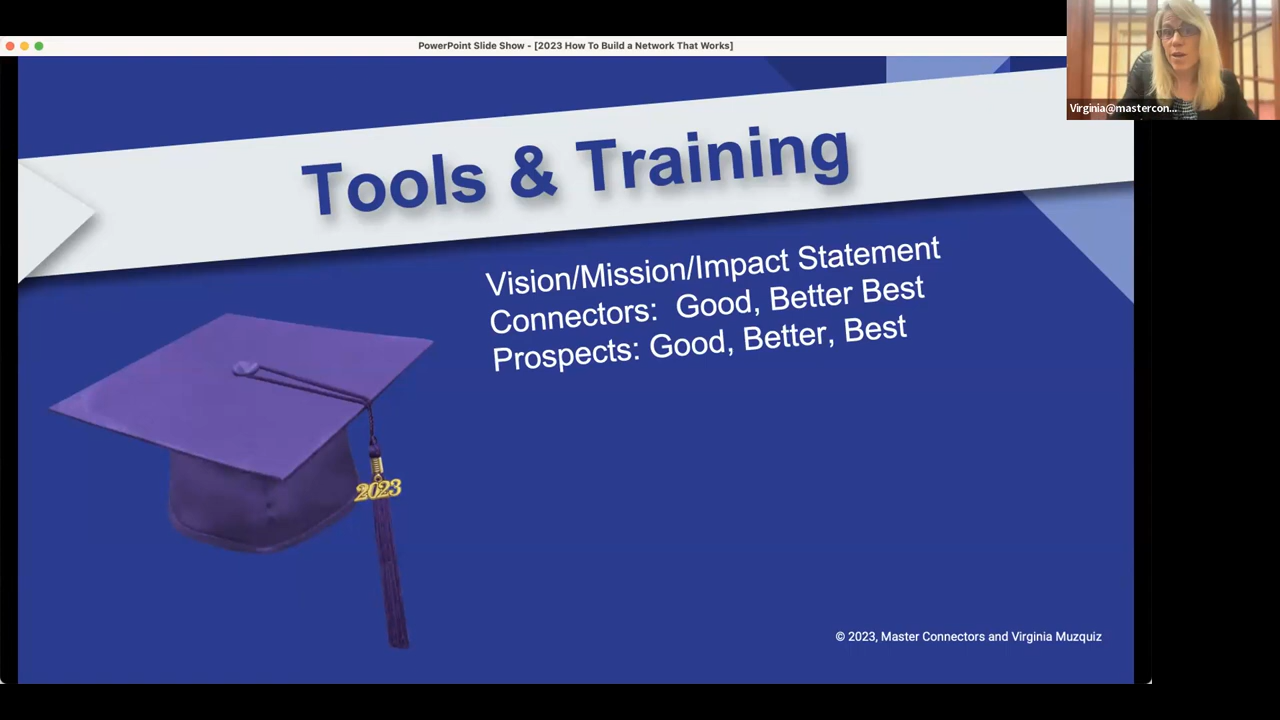 PowerPoint Slide Show - [2023 How To Build a Network That Works]
Virginia@mastercon...
Tools & Training
Vision/Mission/Impact Statement
Connectors:  Good, Better Best
Prospects: Good, Better, Best
2023
© 2023, Master Connectors and Virginia Muzquiz